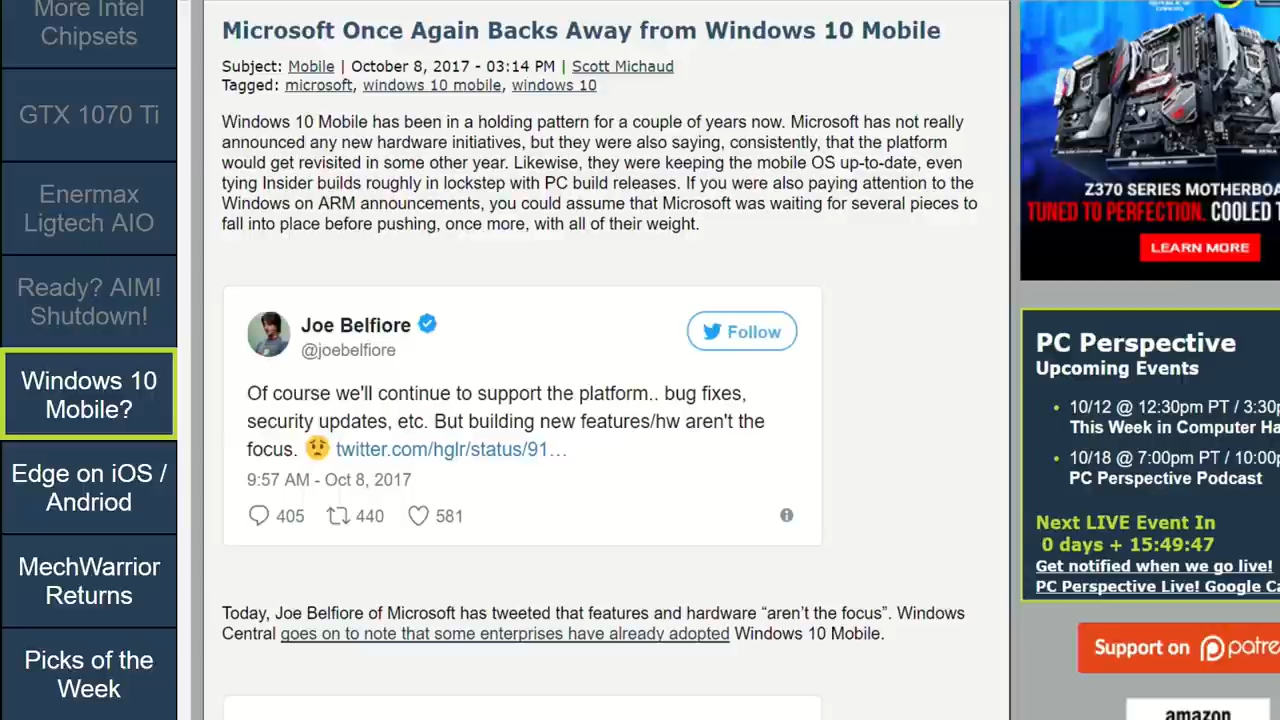 More Intel
Chipsets
GTX 1070 Ti
Enermax
Ligtech AIO
Ready? AIM!
Shutdown!
Windows 10
Mobile?
Edge on iOS /
Andriod
MechWarrior
Returns
Picks of the
Week
Microsoft Once Again Backs Away from Windows 10 Mobile
Subject: Mobile | October 8, 2017 - 03:14 PM | Scott Michaud
Tagged: microsoft, windows 10 mobile, windows 10
Windows 10 Mobile has been in a holding pattern for a couple of years now. Microsoft has not really
announced any new hardware initiatives, but they were also saying, consistently, that the platform
would get revisited in some other year. Likewise, they were keeping the mobile OS up-to-date, even
tying Insider builds roughly in lockstep with PC build releases. If you were also paying attention to the
Windows on ARM announcements, you could assume that Microsoft was waiting for several pieces to
fall into place before pushing, once more, with all of their weight.
Joe Belfiore
@joebelfiore
Follow
Of course we'll continue to support the platform.. bug fixes,
security updates, etc. But building new features/hw aren't the
focus. 😟 twitter.com/hglr/status/91…
9:57 AM - Oct 8, 2017
405 440 581
Today, Joe Belfiore of Microsoft has tweeted that features and hardware “aren’t the focus”. Windows
Central goes on to note that some enterprises have already adopted Windows 10 Mobile.
Z370 SERIES MOTHERBOA
TUNED TO PERFECTION. COOLED T
LEARN MORE
PC Perspective
Upcoming Events
10/12 @ 12:30pm PT / 3:30p
This Week in Computer Ha
10/18 @ 7:00pm PT / 10:00p
PC Perspective Podcast
Next LIVE Event In
0 days + 15:49:47
Get notified when we go live!
PC Perspective Live! Google Ca
Support on patre
amazon